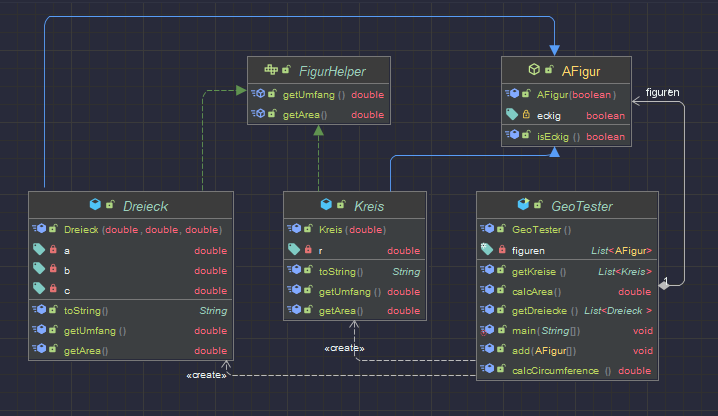 FigurHelper
getUmfang () double
getArea() double
AFigur
AFigur(boolean)
eckig boolean
isEckig () boolean
figuren
Dreieck
Dreieck (double, double, double)
a double
b double
c double
toString() String
getUmfang () double
getArea() double
Kreis
Kreis (double)
r double
toString() String
getUmfang () double
getArea() double
GeoTester
GeoTester ()
figuren List<AFigur>
getKreise () List<Kreis>
calcArea() double
getDreiecke () List<Dreieck >
main(String[]) void
add(AFigur[]) void
calcCircumference () double
1
«create»
«create»